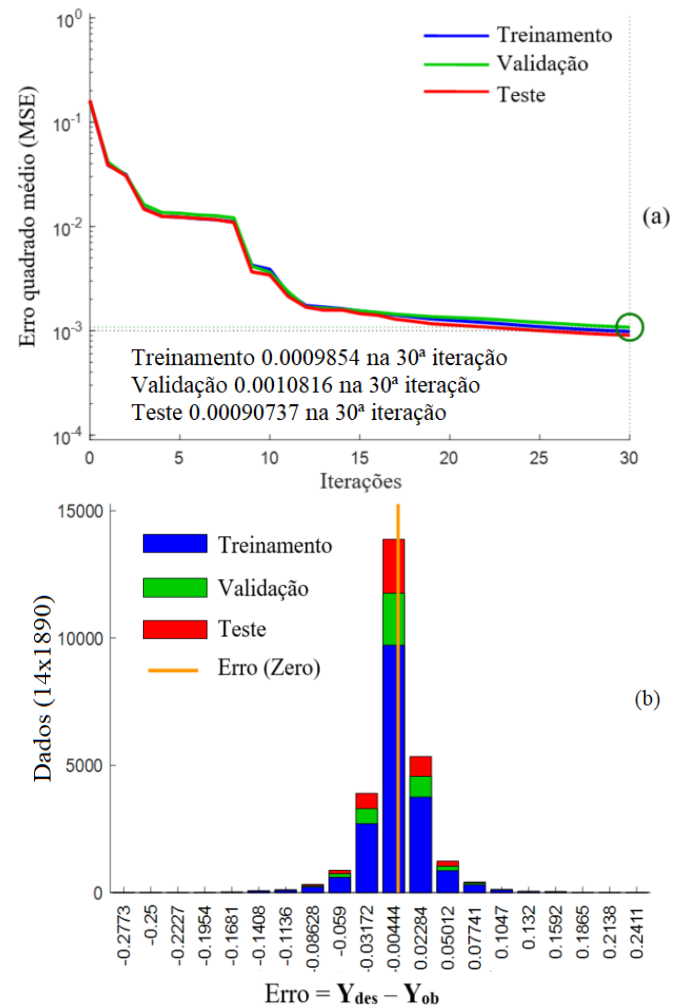 10^0
Treinamento
Validação
Teste
10^-1
10^-2
10^-3
10^-4
Erro quadrado médio (MSE)
(a)
Treinamento 0.0009854 na 30ª iteração
Validação 0.0010816 na 30ª iteração
Teste 0.00090737 na 30ª iteração
0 5 10 15 20 25 30
Iterações
15000
10000
5000
0
Dados (14x1890)
Treinamento
Validação
Teste
Erro (Zero)
(b)
-0.2773
-0.25
-0.2227
-0.1954
-0.1681
-0.1408
-0.1136
-0.08628
-0.059
-0.03172
-0.00444
0.02284
0.05012
0.07741
0.1047
0.132
0.1592
0.1865
0.2138
0.2411
Erro = Ydes – Yob